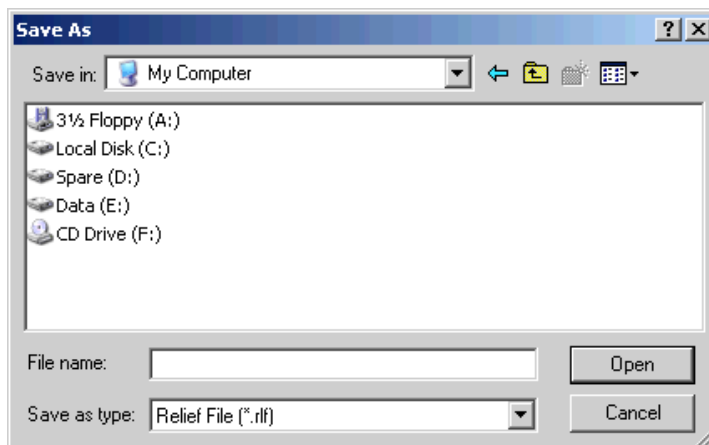 Save As
Save in: My Computer
3½ Floppy (A:)
Local Disk (C:)
Spare (D:)
Data (E:)
CD Drive (F:)
File name:
Open
Save as type: Relief File (*.rlf)
Cancel